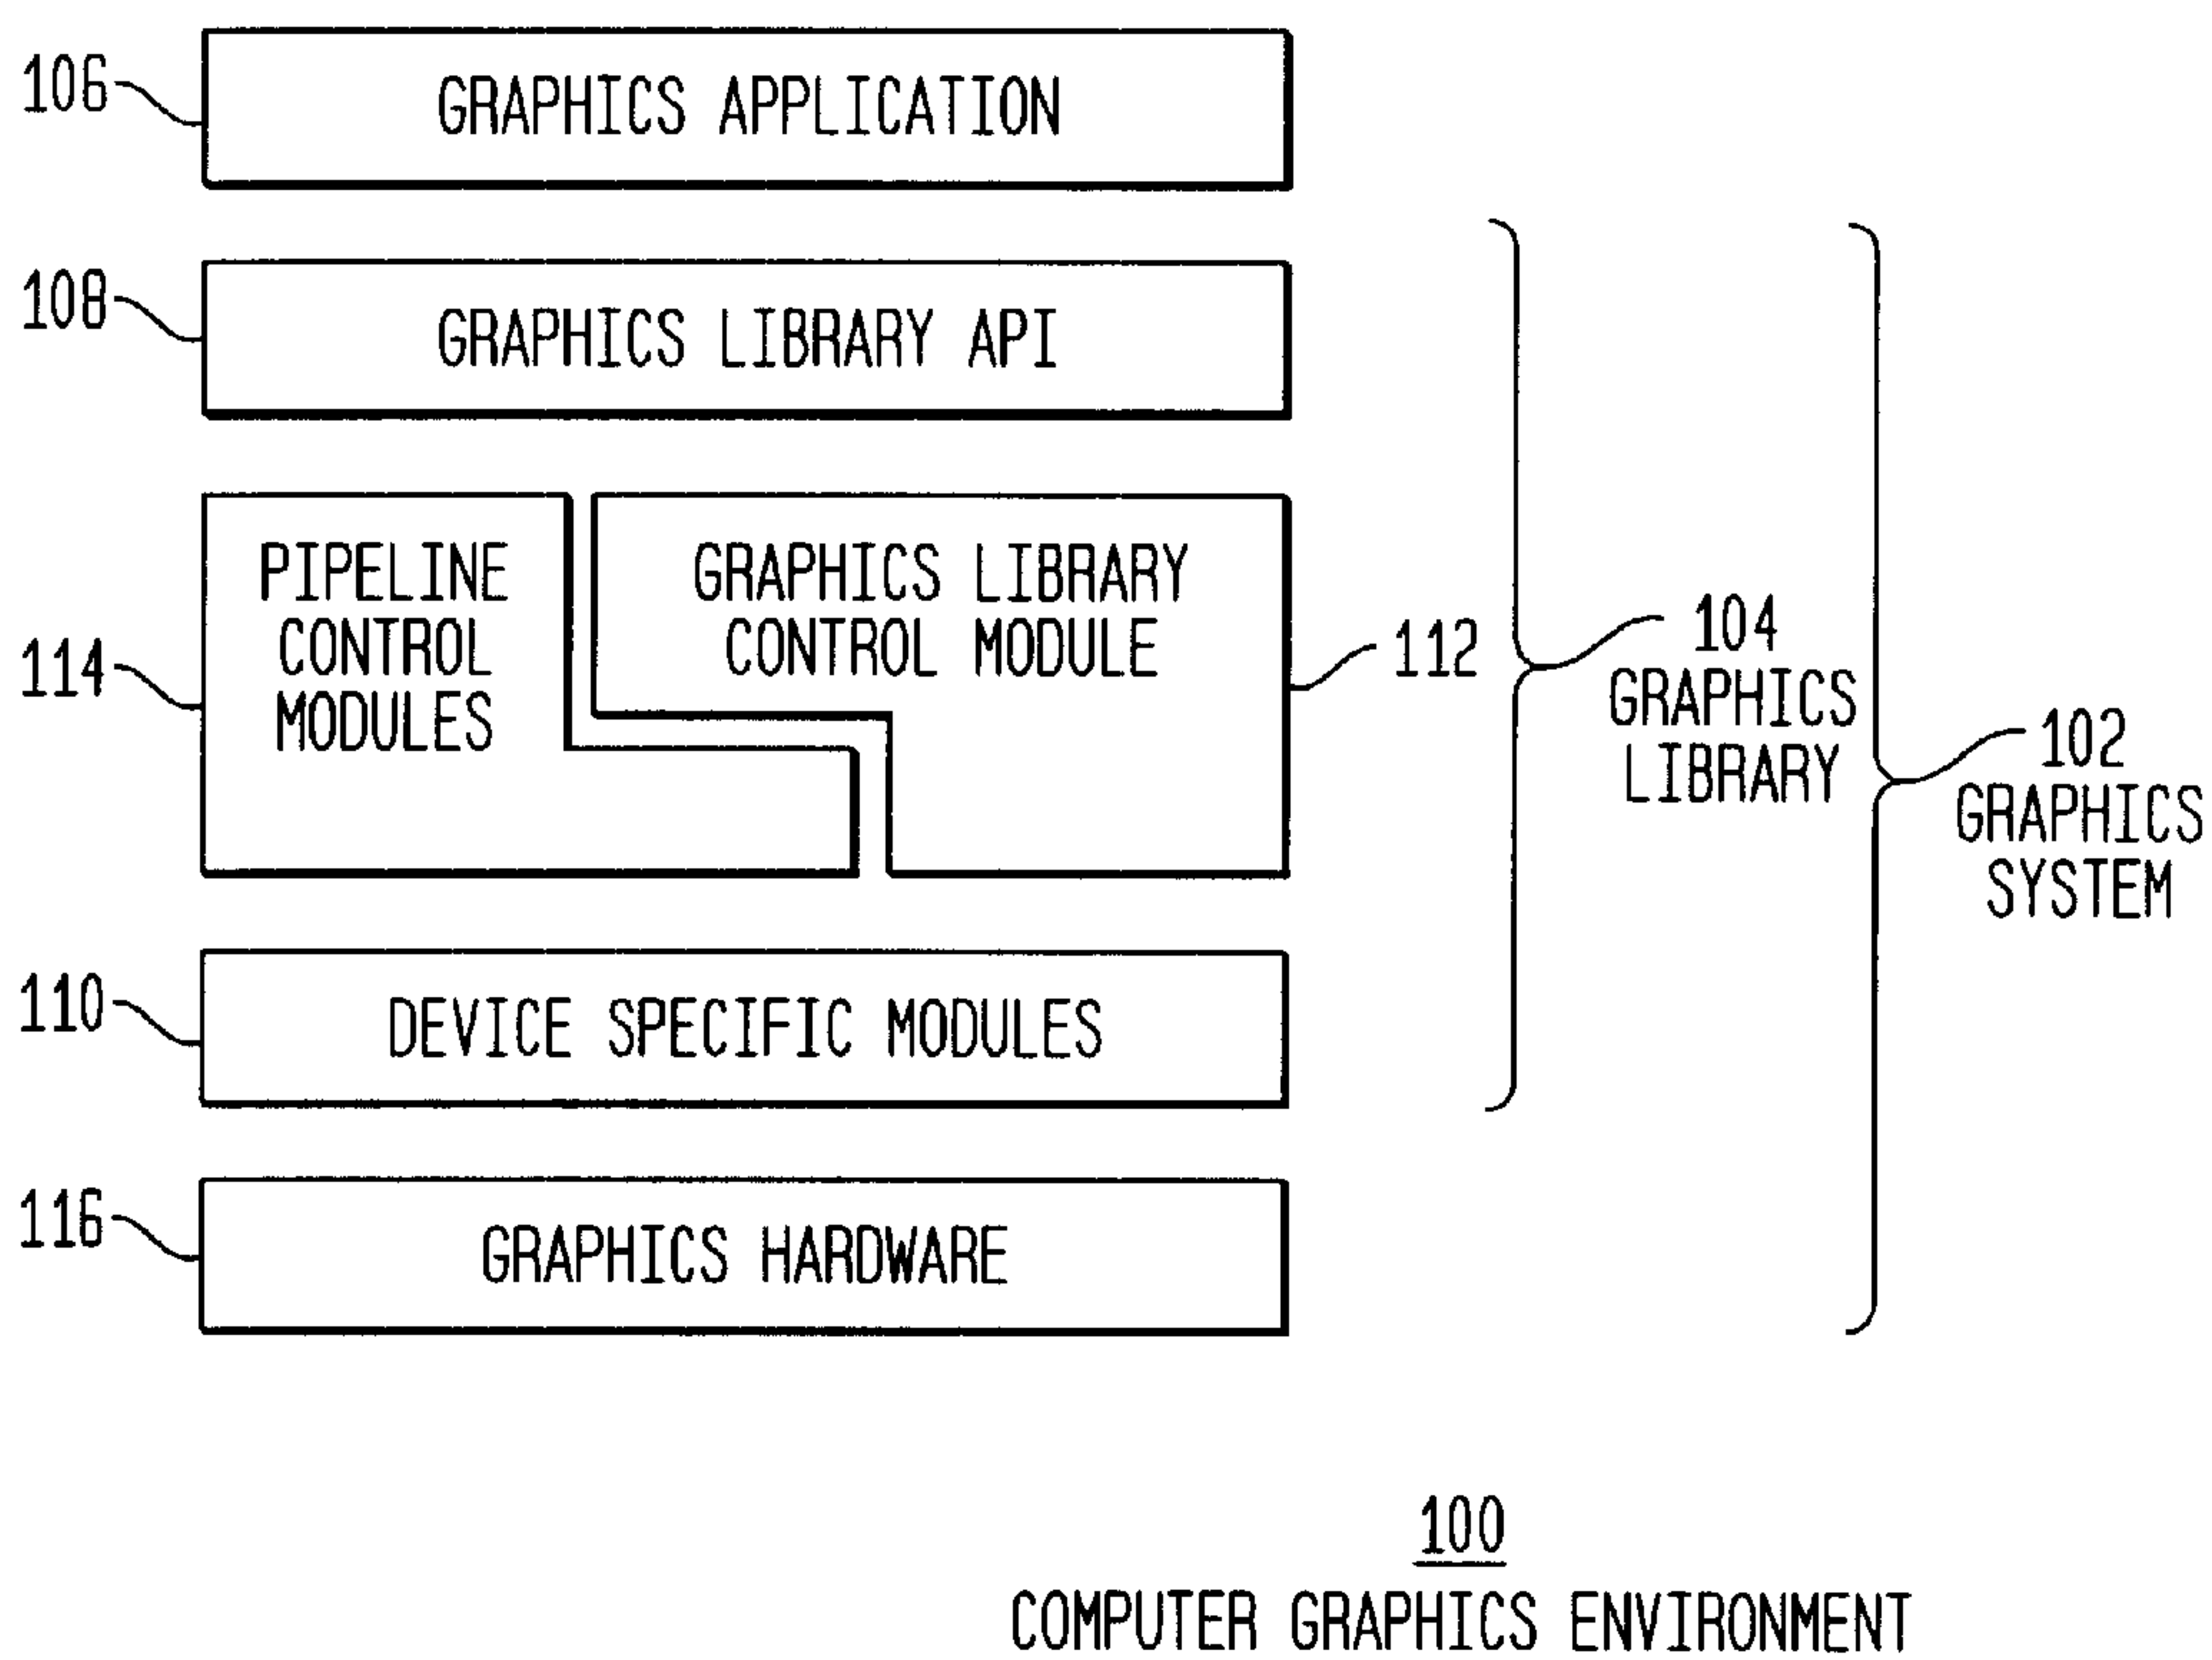 106
GRAPHICS APPLICATION
108
GRAPHICS LIBRARY API
114
PIPELINE
CONTROL
MODULES
GRAPHICS LIBRARY
CONTROL MODULE
112
104
GRAPHICS
LIBRARY
102
GRAPHICS
SYSTEM
110
DEVICE SPECIFIC MODULES
116
GRAPHICS HARDWARE
100
COMPUTER GRAPHICS ENVIRONMENT